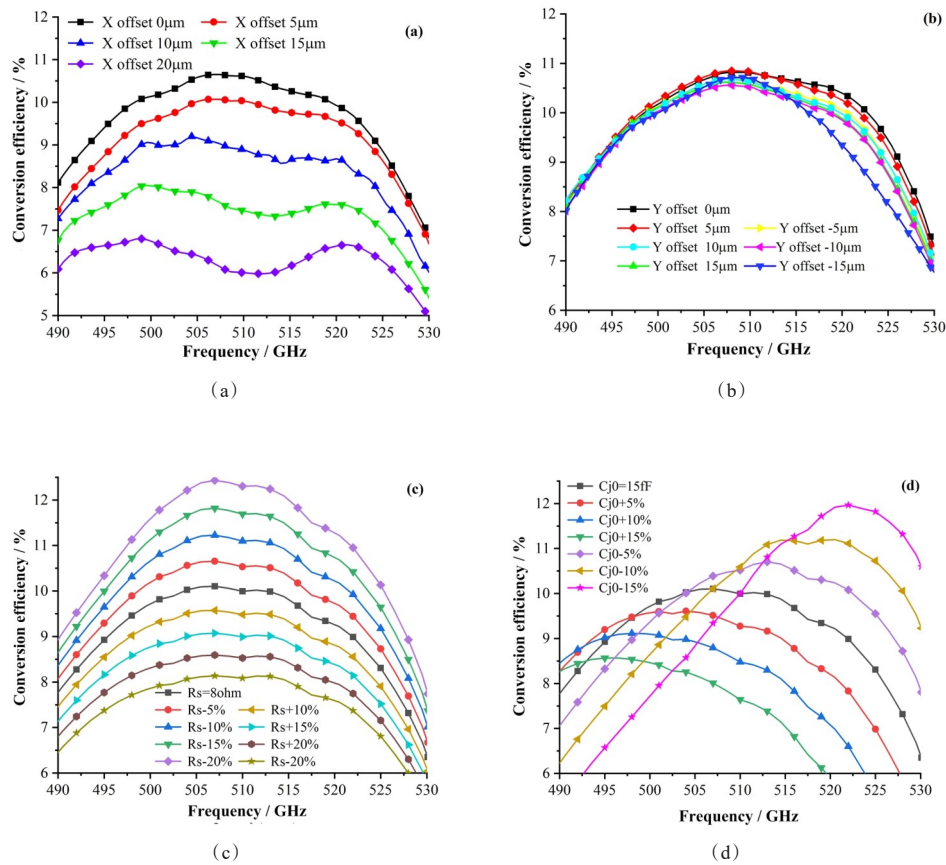 X offset 0μm X offset 5μm
X offset 10μm X offset 15μm
X offset 20μm
(a)
Conversion efficiency / %
12
11
10
9
8
7
6
5
490 495 500 505 510 515 520 525 530
Frequency / GHz
(a)
(b)
Conversion efficiency / %
12
11
10
9
8
7
6
Y offset 0μm
Y offset 5μm Y offset -5μm
Y offset 10μm Y offset -10μm
Y offset 15μm Y offset -15μm
490 495 500 505 510 515 520 525 530
Frequency / GHz
(b)
(c)
Conversion efficiency / %
12
11
10
9
8
7
6
Rs=8ohm
Rs-5% Rs+10%
Rs-10% Rs+15%
Rs-15% Rs+20%
Rs-20% Rs-20%
490 495 500 505 510 515 520 525 530
Frequency / GHz
(c)
Cj0=15fF
Cj0+5%
Cj0+10%
Cj0+15%
Cj0-5%
Cj0-10%
Cj0-15%
(d)
Conversion efficiency / %
12
11
10
9
8
7
6
490 495 500 505 510 515 520 525 530
Frequency / GHz
(d)